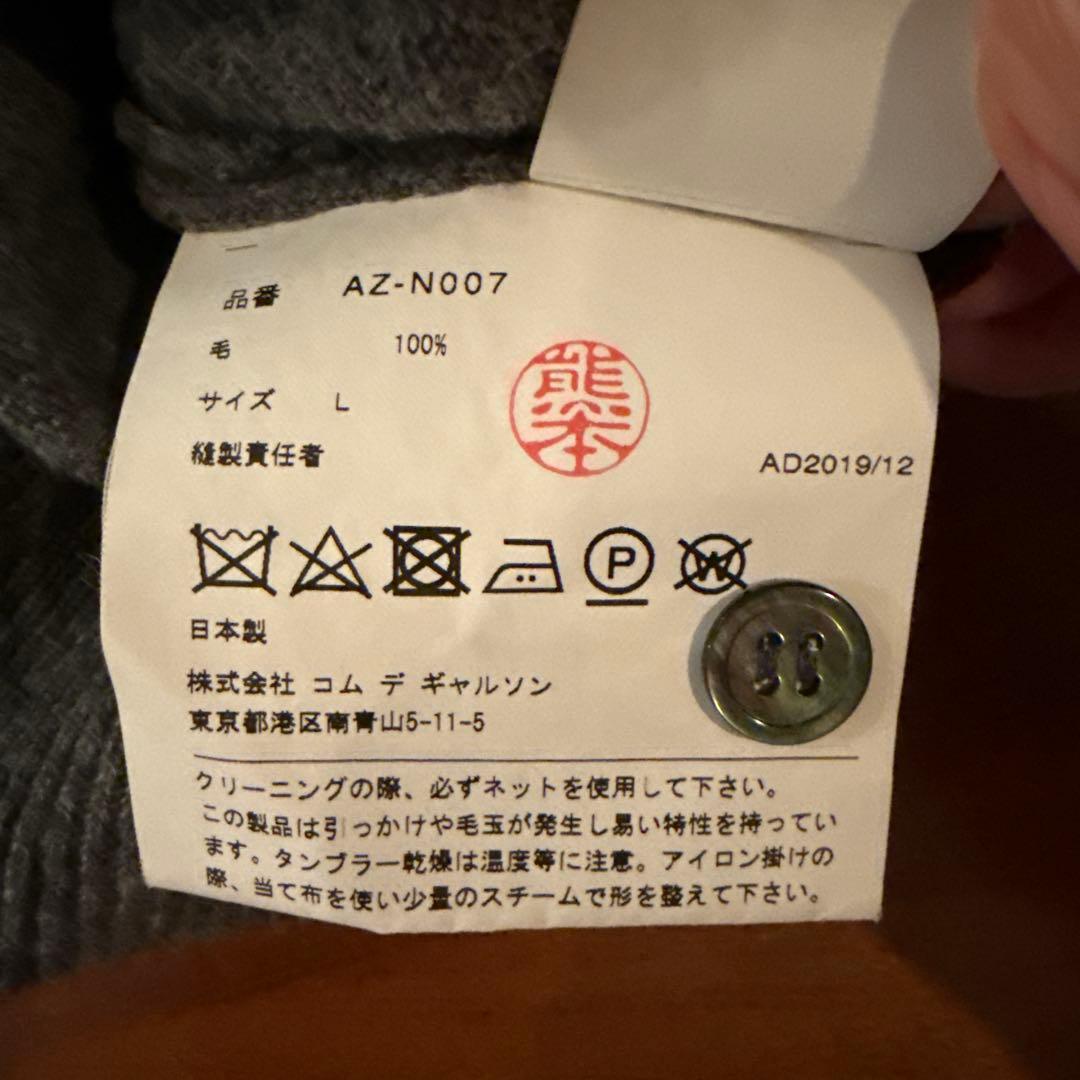 品番 AZ-N007
毛 100%
サイズ L
縫製責任者
熊本
AD2019/12
P
W
日本製
株式会社 コム デ ギャルソン
東京都港区南青山5-11-5
クリーニングの際、必ずネットを使用して下さい。
この製品は引っかけや毛玉が発生し易い特性を持ってい
ます。タンブラー乾燥は温度等に注意。アイロン掛けの
際、当て布を使い少量のスチームで形を整えて下さい。